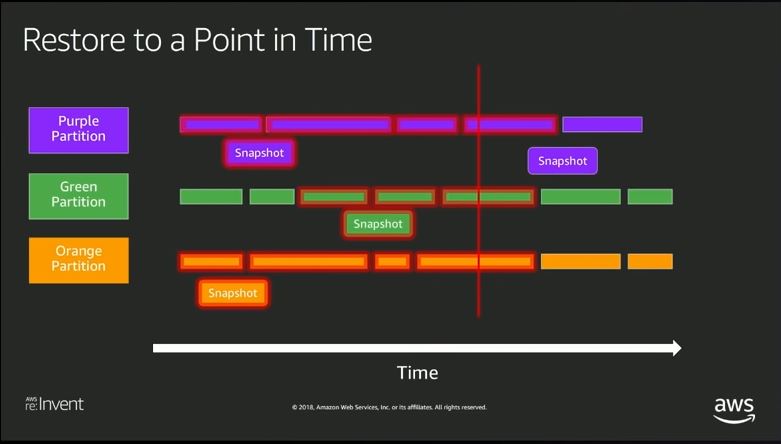 Restore to a Point in Time
Purple
Partition
Snapshot
Snapshot
Green
Partition
Snapshot
Orange
Partition
Snapshot
Time
AWS
re:Invent
© 2018, Amazon Web Services, Inc. or its affiliates. All rights reserved.
aws